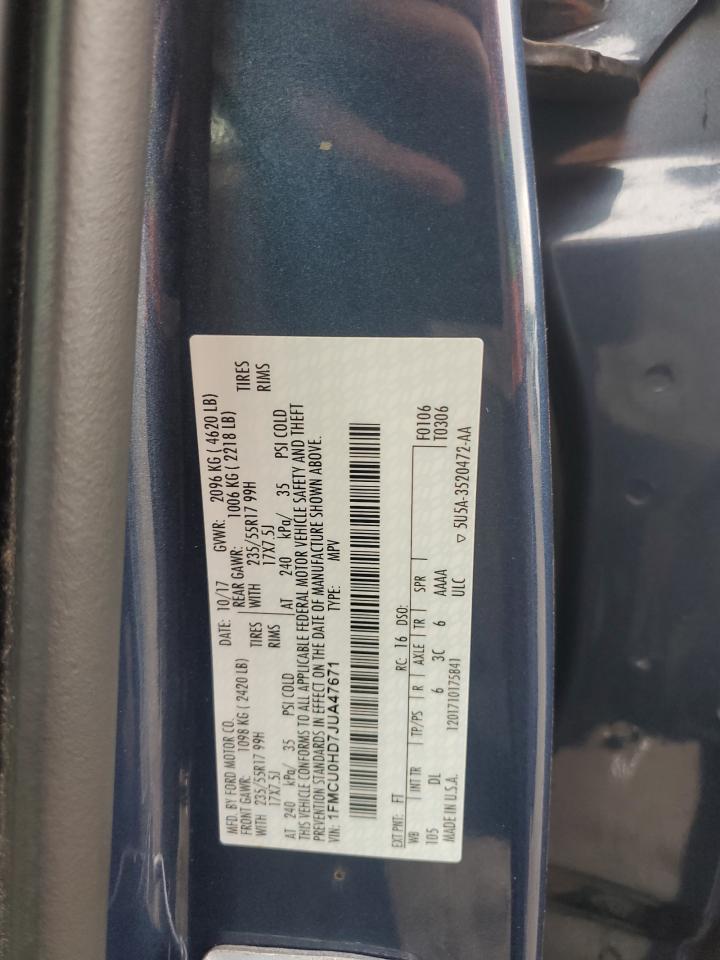 MFD. BY FORD MOTOR CO.
DATE: 10/17 GVWR: 2096 KG ( 4620 LB)
FRONT GAWR: 1098 KG ( 2420 LB) REAR GAWR: 1006 KG ( 2218 LB)
WITH 235/55R17 99H TIRES WITH 235/55R17 99H TIRES
17X7.5J RIMS 17X7.5J RIMS
AT 240 kPa/ 35 PSI COLD AT 240 kPa/ 35 PSI COLD
THIS VEHICLE CONFORMS TO ALL APPLICABLE FEDERAL MOTOR VEHICLE SAFETY AND THEFT
PREVENTION STANDARDS IN EFFECT ON THE DATE OF MANUFACTURE SHOWN ABOVE.
VIN: 1FMCU0HD7JUA47671 TYPE: MPV
EXT PNT: FT RC: 16 DSO: F0106
WB INT TR TP/PS R AXLE TR SPR T0306
105 DL 6 3C 6 AAAA
1201710175841 ULC ▽ 5U5A-3520472-AA
MADE IN U.S.A.